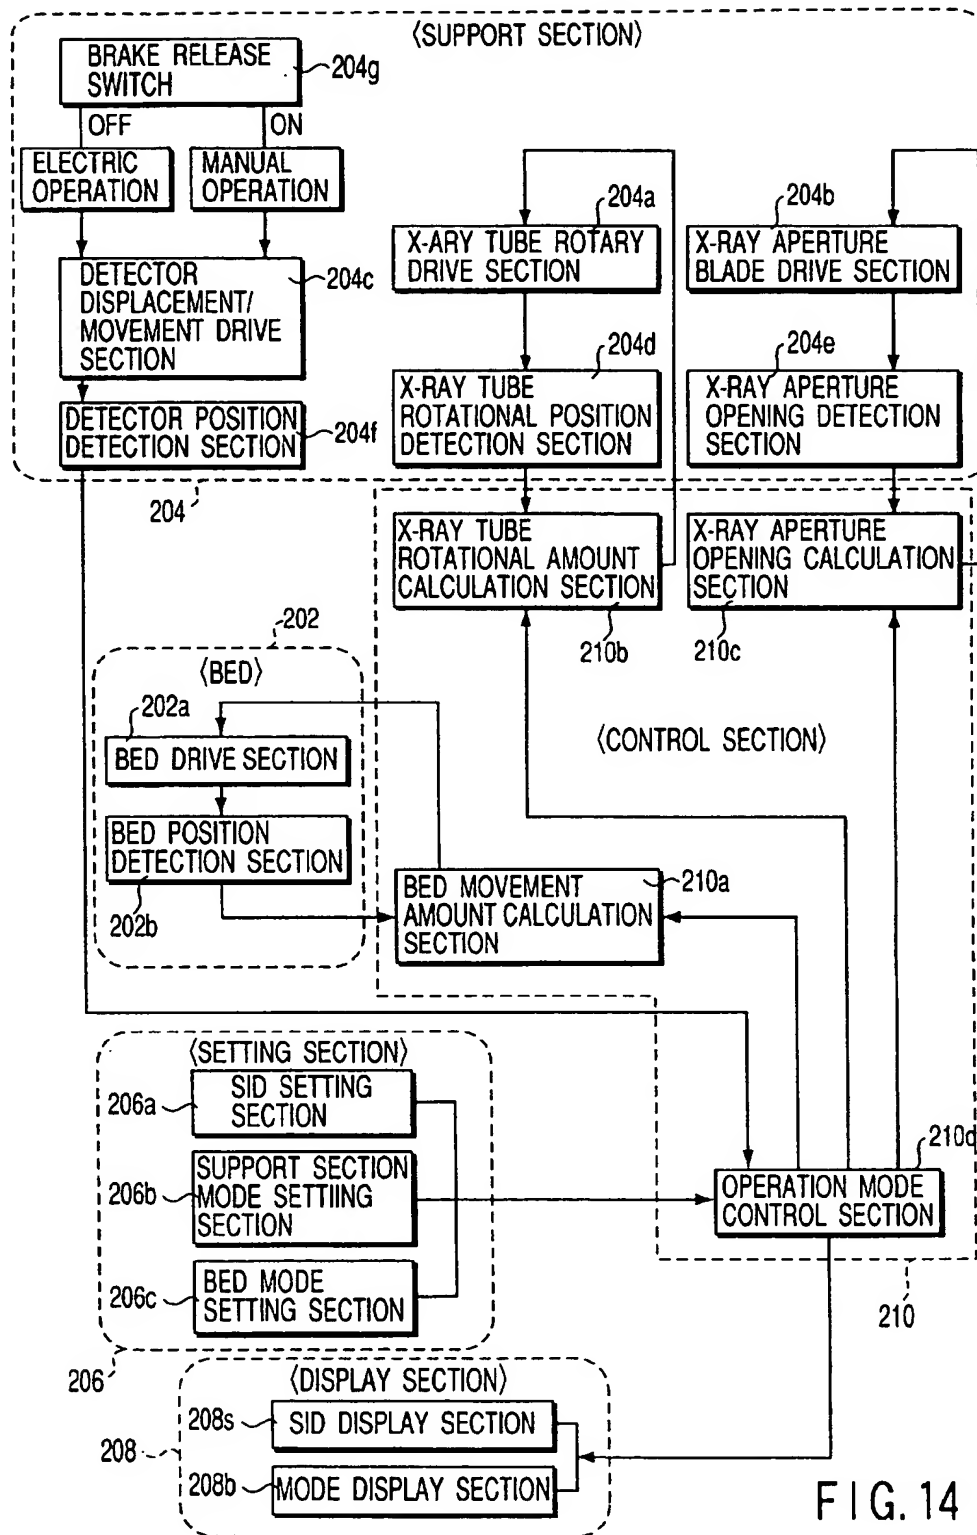 〈SUPPORT SECTION〉
BRAKE RELEASE
SWITCH
204g
OFF
ON
ELECTRIC
OPERATION
MANUAL
OPERATION
204a
204b
X-ARY TUBE ROTARY
DRIVE SECTION
X-RAY APERTURE
BLADE DRIVE SECTION
DETECTOR
DISPLACEMENT/
MOVEMENT DRIVE
SECTION
204c
204d
204e
X-RAY TUBE
ROTATIONAL POSITION
DETECTION SECTION
X-RAY APERTURE
OPENING DETECTION
SECTION
DETECTOR POSITION
DETECTION SECTION
204f
204
X-RAY TUBE
ROTATIONAL AMOUNT
CALCULATION SECTION
X-RAY APERTURE
OPENING CALCULATION
SECTION
210b
210c
202
〈BED〉
202a
BED DRIVE SECTION
〈CONTROL SECTION〉
BED POSITION
DETECTION SECTION
202b
BED MOVEMENT
AMOUNT CALCULATION
SECTION
210a
〈SETTING SECTION〉
206a
SID SETTING
SECTION
206b
SUPPORT SECTION
MODE SETTIING
SECTION
210d
OPERATION MODE
CONTROL SECTION
206c
BED MODE
SETTING SECTION
210
206
〈DISPLAY SECTION〉
208s
SID DISPLAY SECTION
208
208b
MODE DISPLAY SECTION
FIG. 14